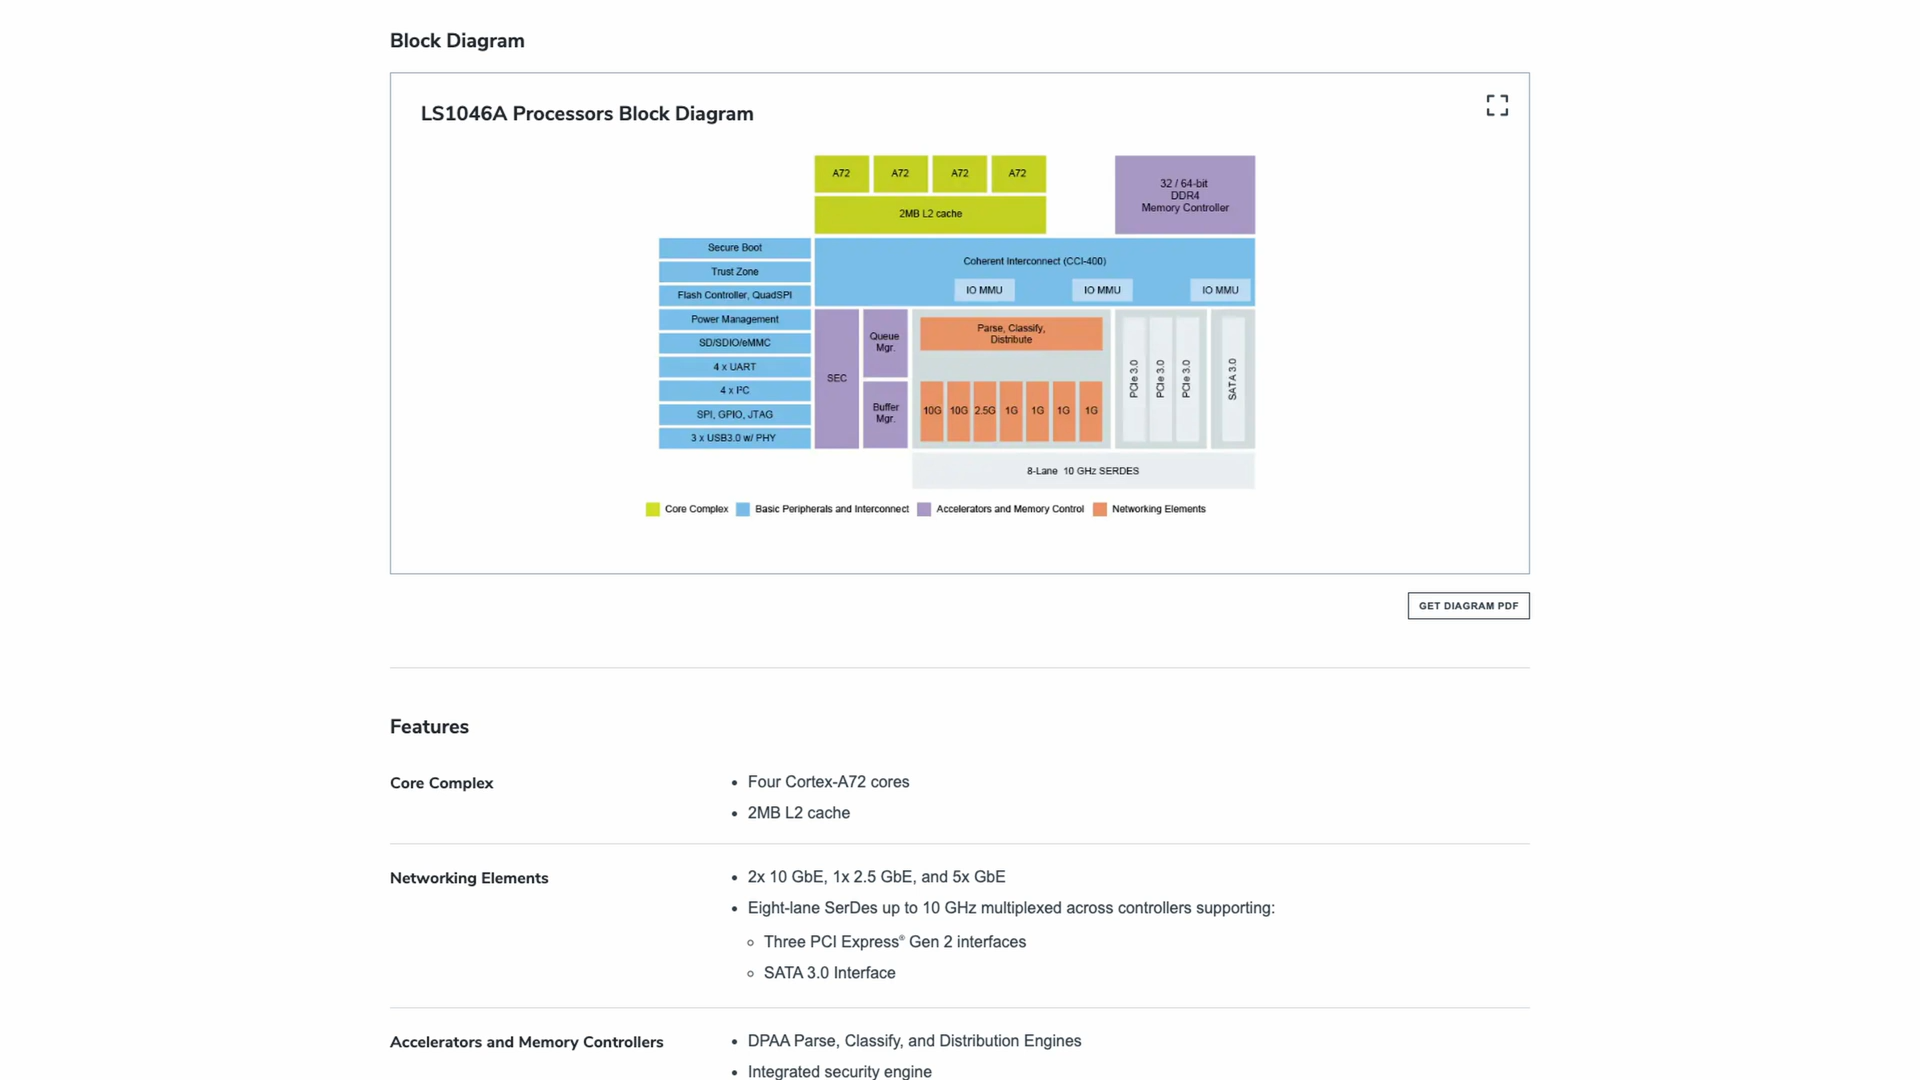 Block Diagram
LS1046A Processors Block Diagram
A72
A72
A72
A72
2MB L2 cache
32 / 64-bit
DDR4
Memory Controller
Secure Boot
Trust Zone
Flash Controller, QuadSPI
Power Management
SD/SDIO/eMMC
4 x UART
4 x I²C
SPI, GPIO, JTAG
3 x USB3.0 w/ PHY
Coherent Interconnect (CCI-400)
IO MMU
IO MMU
IO MMU
SEC
Queue
Mgr.
Buffer
Mgr.
Parse, Classify,
Distribute
10G
10G
2.5G
1G
1G
1G
1G
PCIe 3.0
PCIe 3.0
PCIe 3.0
SATA 3.0
8-Lane 10 GHz SERDES
Core Complex
Basic Peripherals and Interconnect
Accelerators and Memory Control
Networking Elements
GET DIAGRAM PDF
Features
Core Complex
• Four Cortex-A72 cores
• 2MB L2 cache
Networking Elements
• 2x 10 GbE, 1x 2.5 GbE, and 5x GbE
• Eight-lane SerDes up to 10 GHz multiplexed across controllers supporting:
◦ Three PCI Express® Gen 2 interfaces
◦ SATA 3.0 Interface
Accelerators and Memory Controllers
• DPAA Parse, Classify, and Distribution Engines
• Integrated security engine